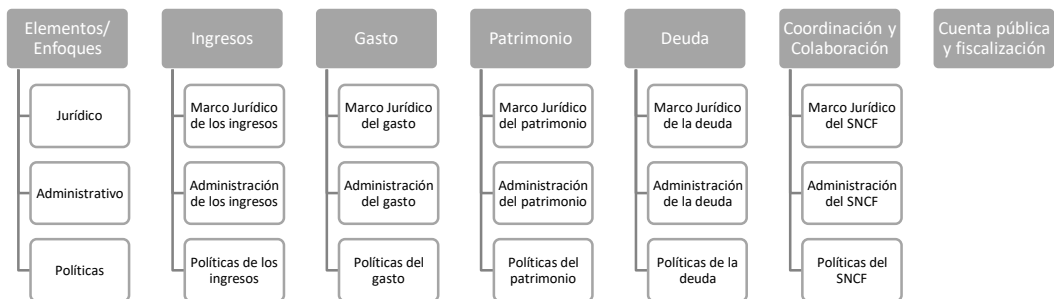 Elementos/
Enfoques
Jurídico
Administrativo
Políticas
Ingresos
Marco Jurídico
de los ingresos
Administración
de los ingresos
Políticas de los
ingresos
Gasto
Marco Jurídico
del gasto
Administración
del gasto
Políticas del
gasto
Patrimonio
Marco Jurídico
del patrimonio
Administración
del patrimonio
Políticas del
patrimonio
Deuda
Marco Jurídico
de la deuda
Administración
de la deuda
Políticas de la
deuda
Coordinación y
Colaboración
Marco Jurídico
del SNCF
Administración
del SNCF
Políticas del
SNCF
Cuenta pública
y fiscalización